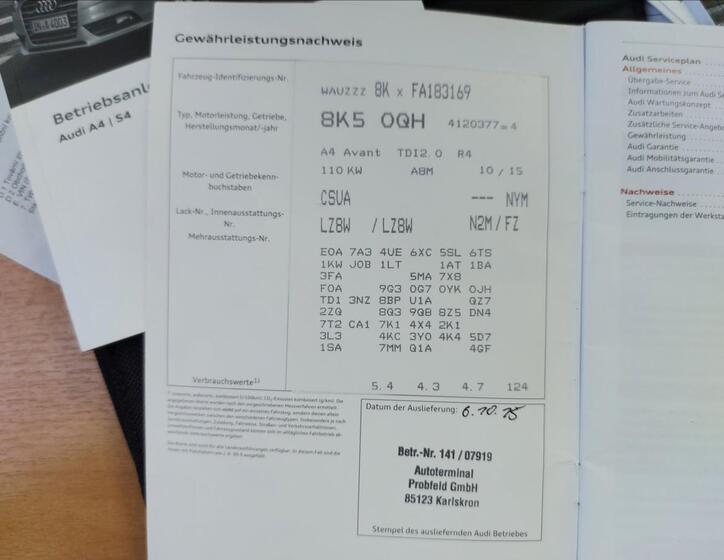 Betriebsanl
Audi A4 | S4
Gewährleistungsnachweis
Fahrzeug-Identifizierungs-Nr.
WAUZZZ 8K x FA183169
Typ, Motorleistung, Getriebe,
Herstellungsmonat/-jahr
8K5 0QH 4120377=4
A4 Avant TDI2.0 R4
110 KW A8M 10 / 15
Motor- und Getriebekenn-
buchstaben
CSUA --- NYM
Lack-Nr., Innenausstattungs-
Nr.
LZ8W /LZ8W N2M/FZ
Mehrausstattungs-Nr.
E0A 7A3 4UE 6XC 5SL 6TS
1KW J0B 1LT 1AT 1BA
3FA 5MA 7X8
F0A 9G3 0G7 0YK 0JH
TD1 3NZ 8BP U1A QZ7
2ZQ 8Q3 9Q8 8Z5 DN4
7T2 CA1 7K1 4X4 2K1
3L3 4KC 3Y0 4K4 5D7
1SA 7MM Q1A 4GF
Verbrauchswerte¹⁾
5.4 4.3 4.7 124
Datum der Auslieferung: 6.10.15
Betr.-Nr. 141 / 07919
Autoterminal
Probfeld GmbH
85123 Karlskron
Stempel des ausliefernden Audi Betriebes
Audi Serviceplan
Allgemeines
Übergabe-Service
Informationen zum Audi Se
Audi Wartungskonzept
Zusatzarbeiten
Zusätzliche Service-Angebo
Gewährleistung
Audi Garantie
Audi Mobilitätsgarantie
Audi Anschlussgarantie
Nachweise
Service-Nachweise
Eintragungen der Werksta